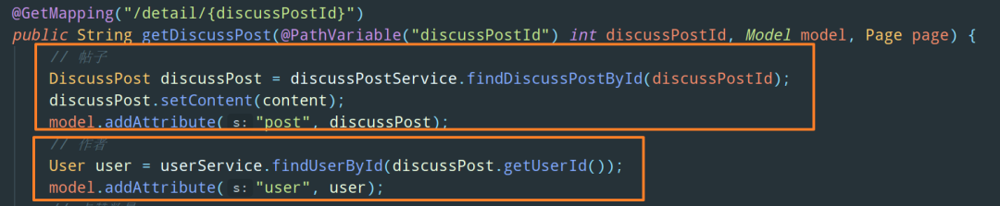 @GetMapping("/detail/{discussPostId}")
public String getDiscussPost(@PathVariable("discussPostId") int discussPostId, Model model, Page page) {
// 帖子
DiscussPost discussPost = discussPostService.findDiscussPostById(discussPostId);
discussPost.setContent(content);
model.addAttribute( s: "post", discussPost);
// 作者
User user = userService.findUserById(discussPost.getUserId());
model.addAttribute( s: "user", user);
//